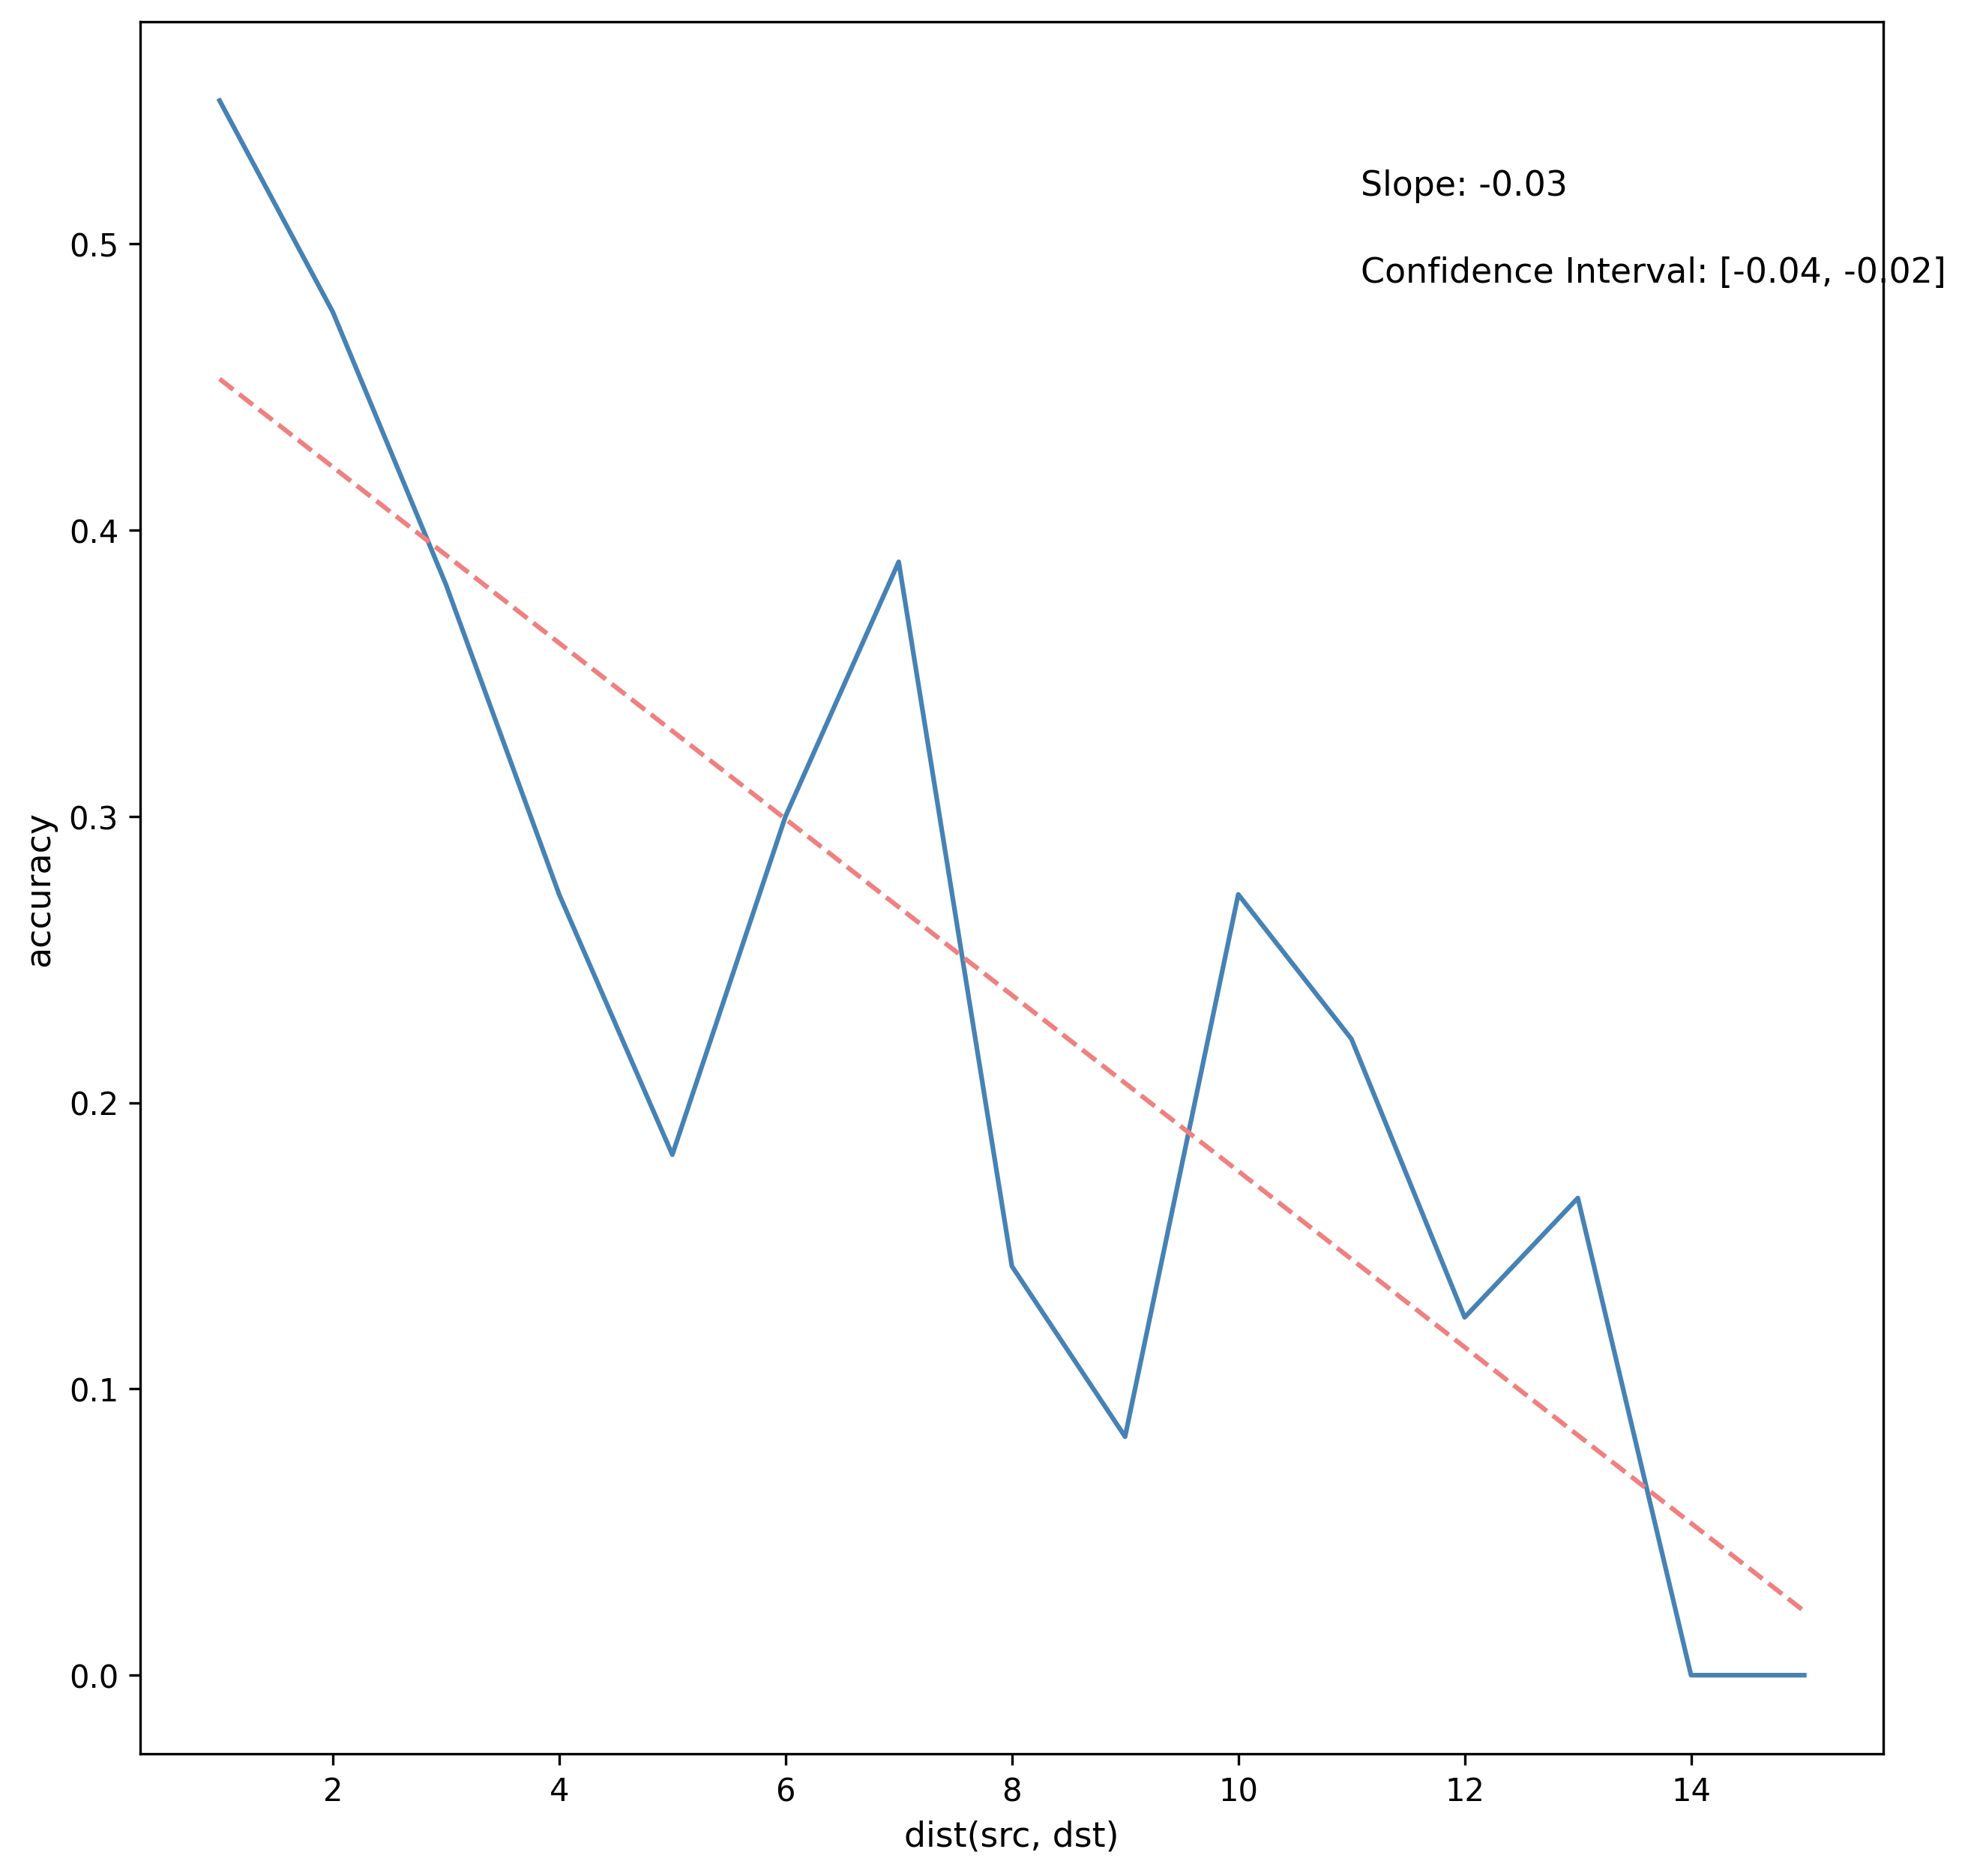 Slope: -0.03
Confidence Interval: [-0.04, -0.02]
0.5
0.4
0.3
0.2
0.1
0.0
accuracy
2 4 6 8 10 12 14
dist(src, dst)